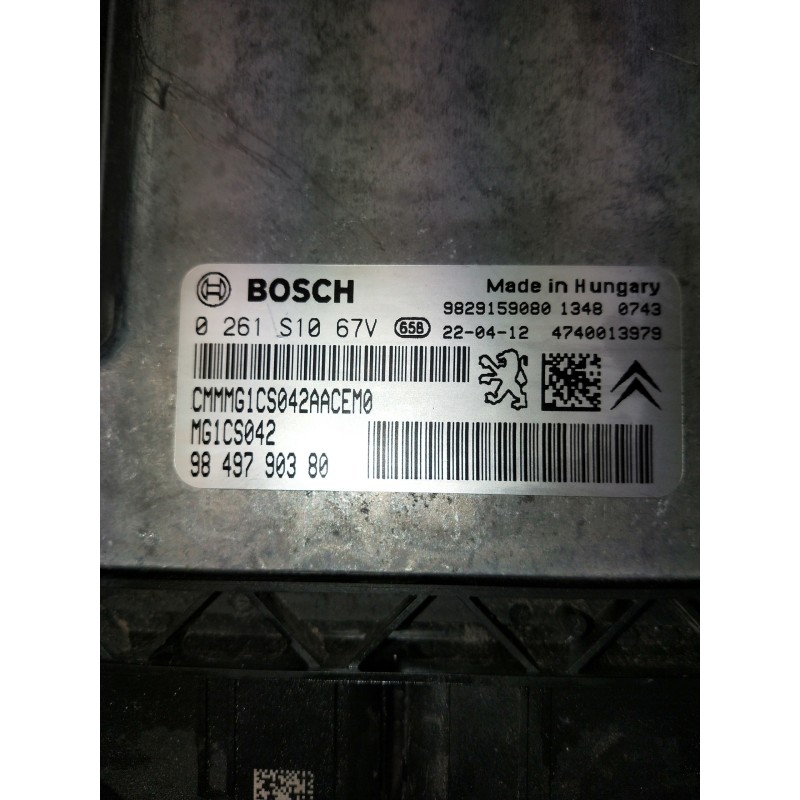 BOSCH
Made in Hungary
9829159080 1348 0743
0 261 S10 67V 658 22-04-12 4740013979
CMMMG1CS042AACEM0
MG1CS042
98 497 903 80